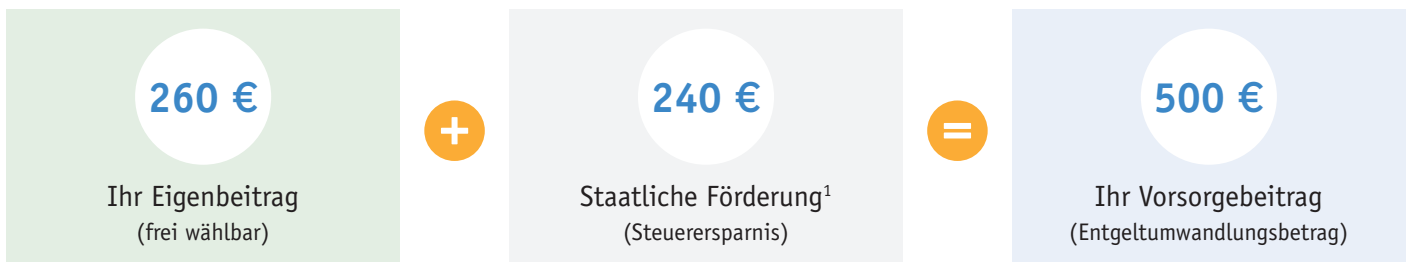 260 €
Ihr Eigenbeitrag
(frei wählbar)
+
240 €
Staatliche Förderung¹
(Steuerersparnis)
=
500 €
Ihr Vorsorgebeitrag
(Entgeltumwandlungsbetrag)